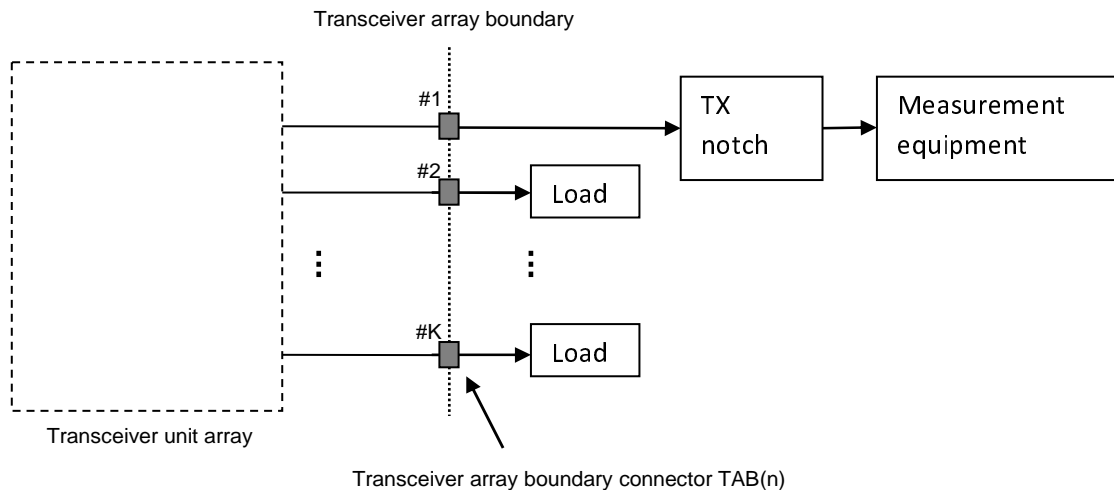 Transceiver array boundary
#1
TX
notch
Measurement
equipment
#2
Load
#K
Load
Transceiver unit array
Transceiver array boundary connector TAB(n)